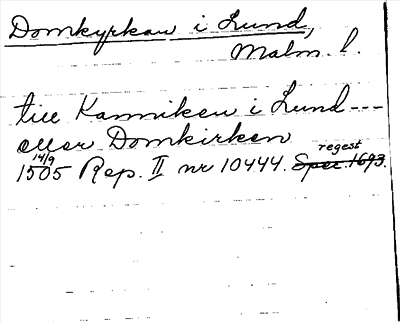 Domkyrkan i Lund,
Malm. l.
till Kanniken i Lund ---
eller Domkirken
14/9 regest
1505 Rep. II nr 10444. Spec. 1693.